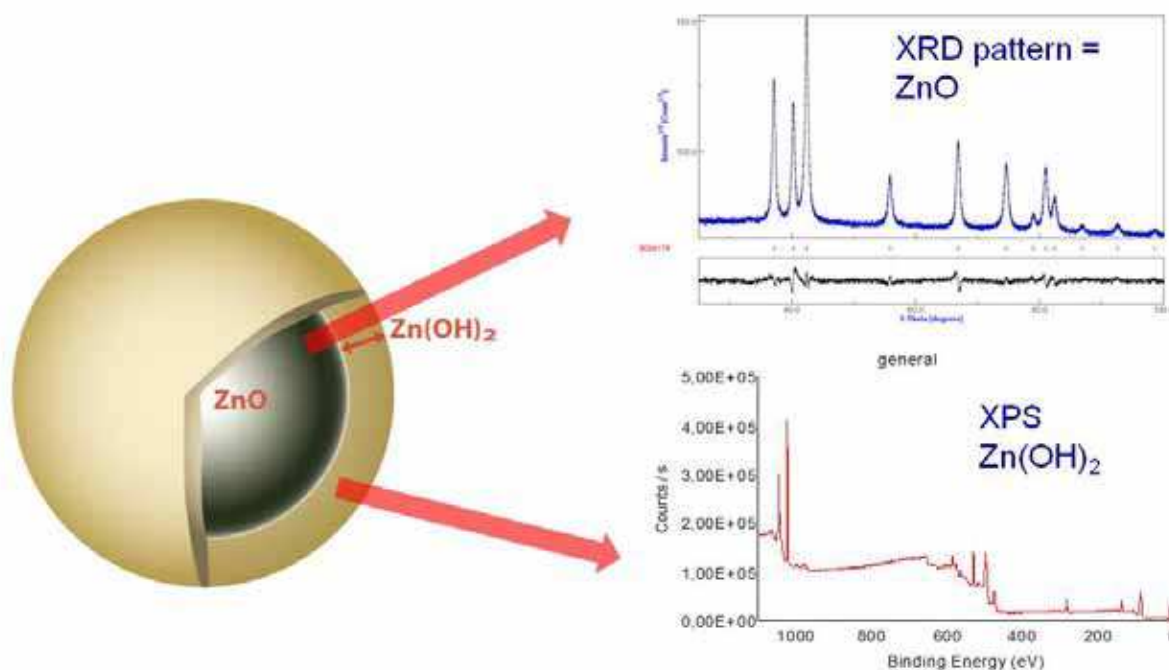 XRD pattern =
ZnO
Zn(OH)₂
ZnO
general
5,00E+05
4,00E+05
3,00E+05
2,00E+05
1,00E+05
0,00E+00
Counts / s
XPS
Zn(OH)₂
1000 800 600 400 200
Binding Energy (eV)